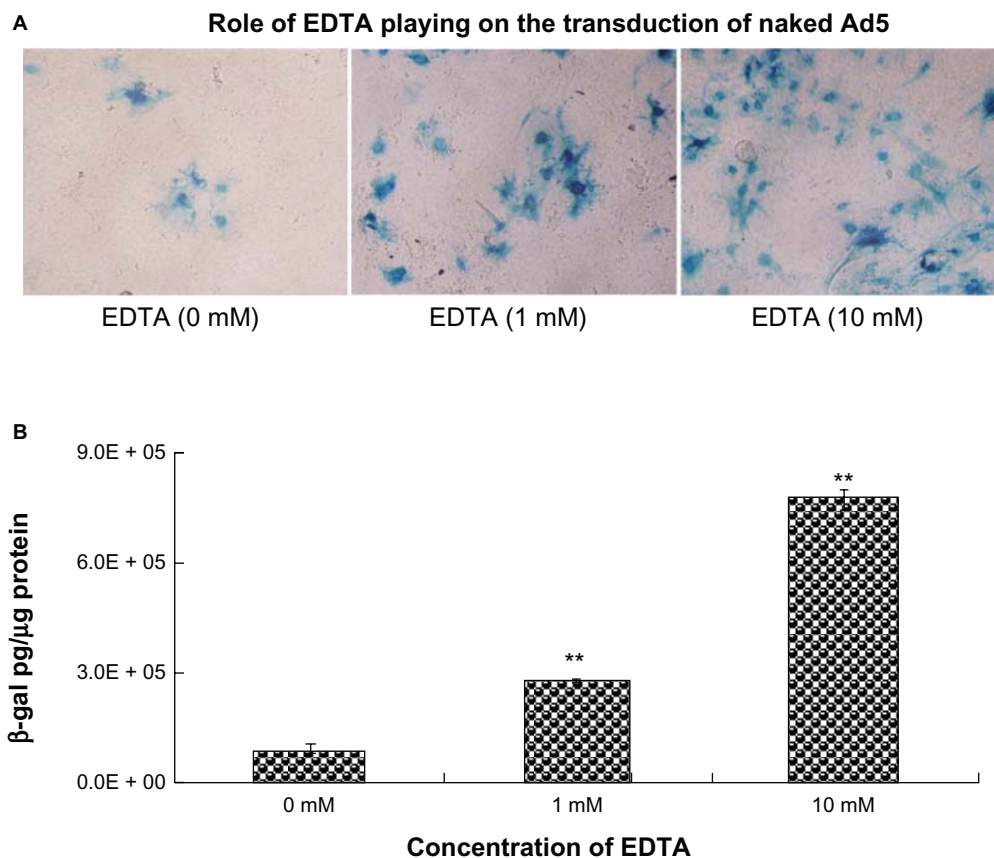 A
Role of EDTA playing on the transduction of naked Ad5
EDTA (0 mM)
EDTA (1 mM)
EDTA (10 mM)
B
β-gal pg/μg protein
9.0E + 05
6.0E + 05
3.0E + 05
0.0E + 00
**
**
0 mM
1 mM
10 mM
Concentration of EDTA